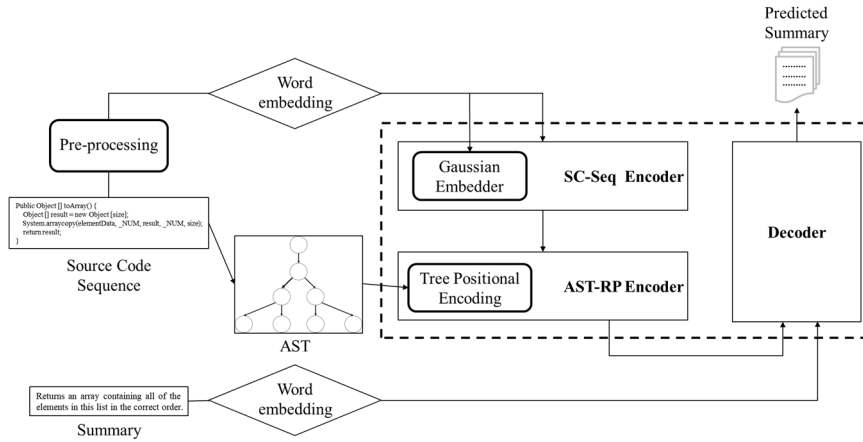 Predicted
Summary
.........
.........
.........
Word
embedding
Pre-processing
Gaussian
Embedder
SC-Seq Encoder
Public Object [] toArray() {
Object [] result = new Object [size];
System.arraycopy(elementData, _NUM, result, _NUM, size);
return result;
}
Source Code
Sequence
Decoder
Tree Positional
Encoding
AST-RP Encoder
AST
Returns an array containing all of the
elements in this list in the correct order.
Summary
Word
embedding